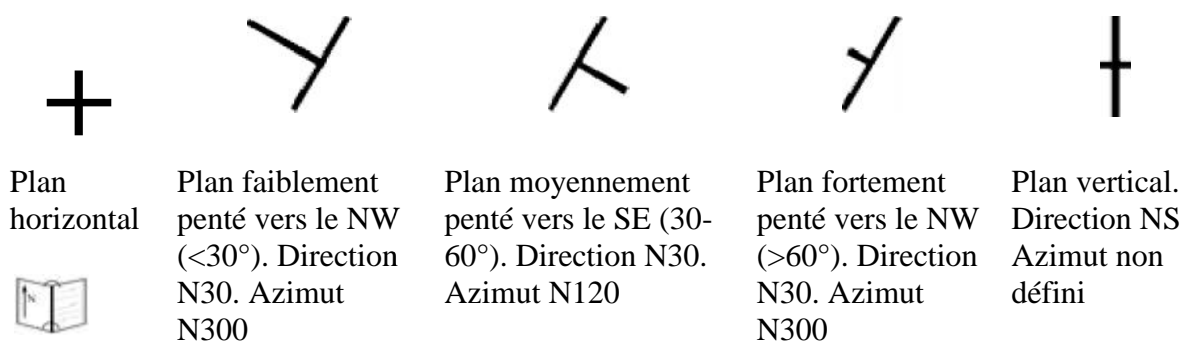 Plan
horizontal
Plan faiblement
penté vers le NW
(<30°). Direction
N30. Azimut
N300
Plan moyennement
penté vers le SE (30-
60°). Direction N30.
Azimut N120
Plan fortement
penté vers le NW
(>60°). Direction
N30. Azimut
N300
Plan vertical.
Direction NS
Azimut non
défini
N